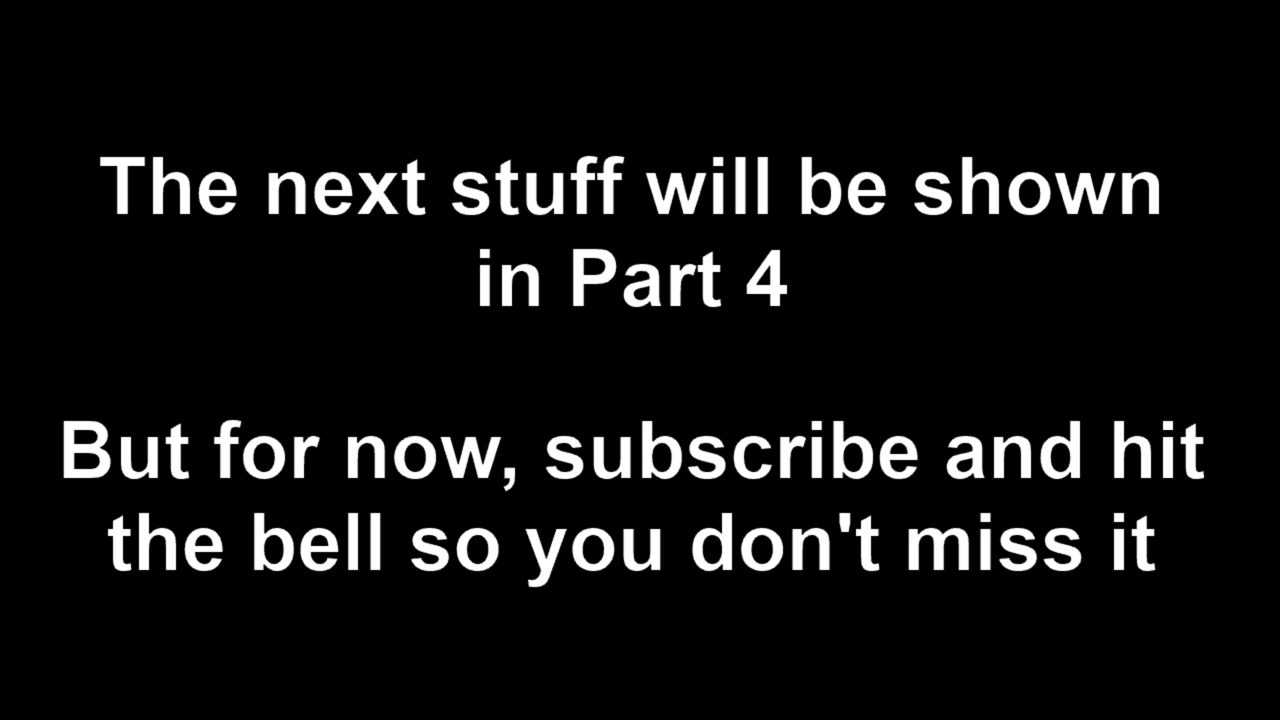 The next stuff will be shown
in Part 4
But for now, subscribe and hit
the bell so you don't miss it